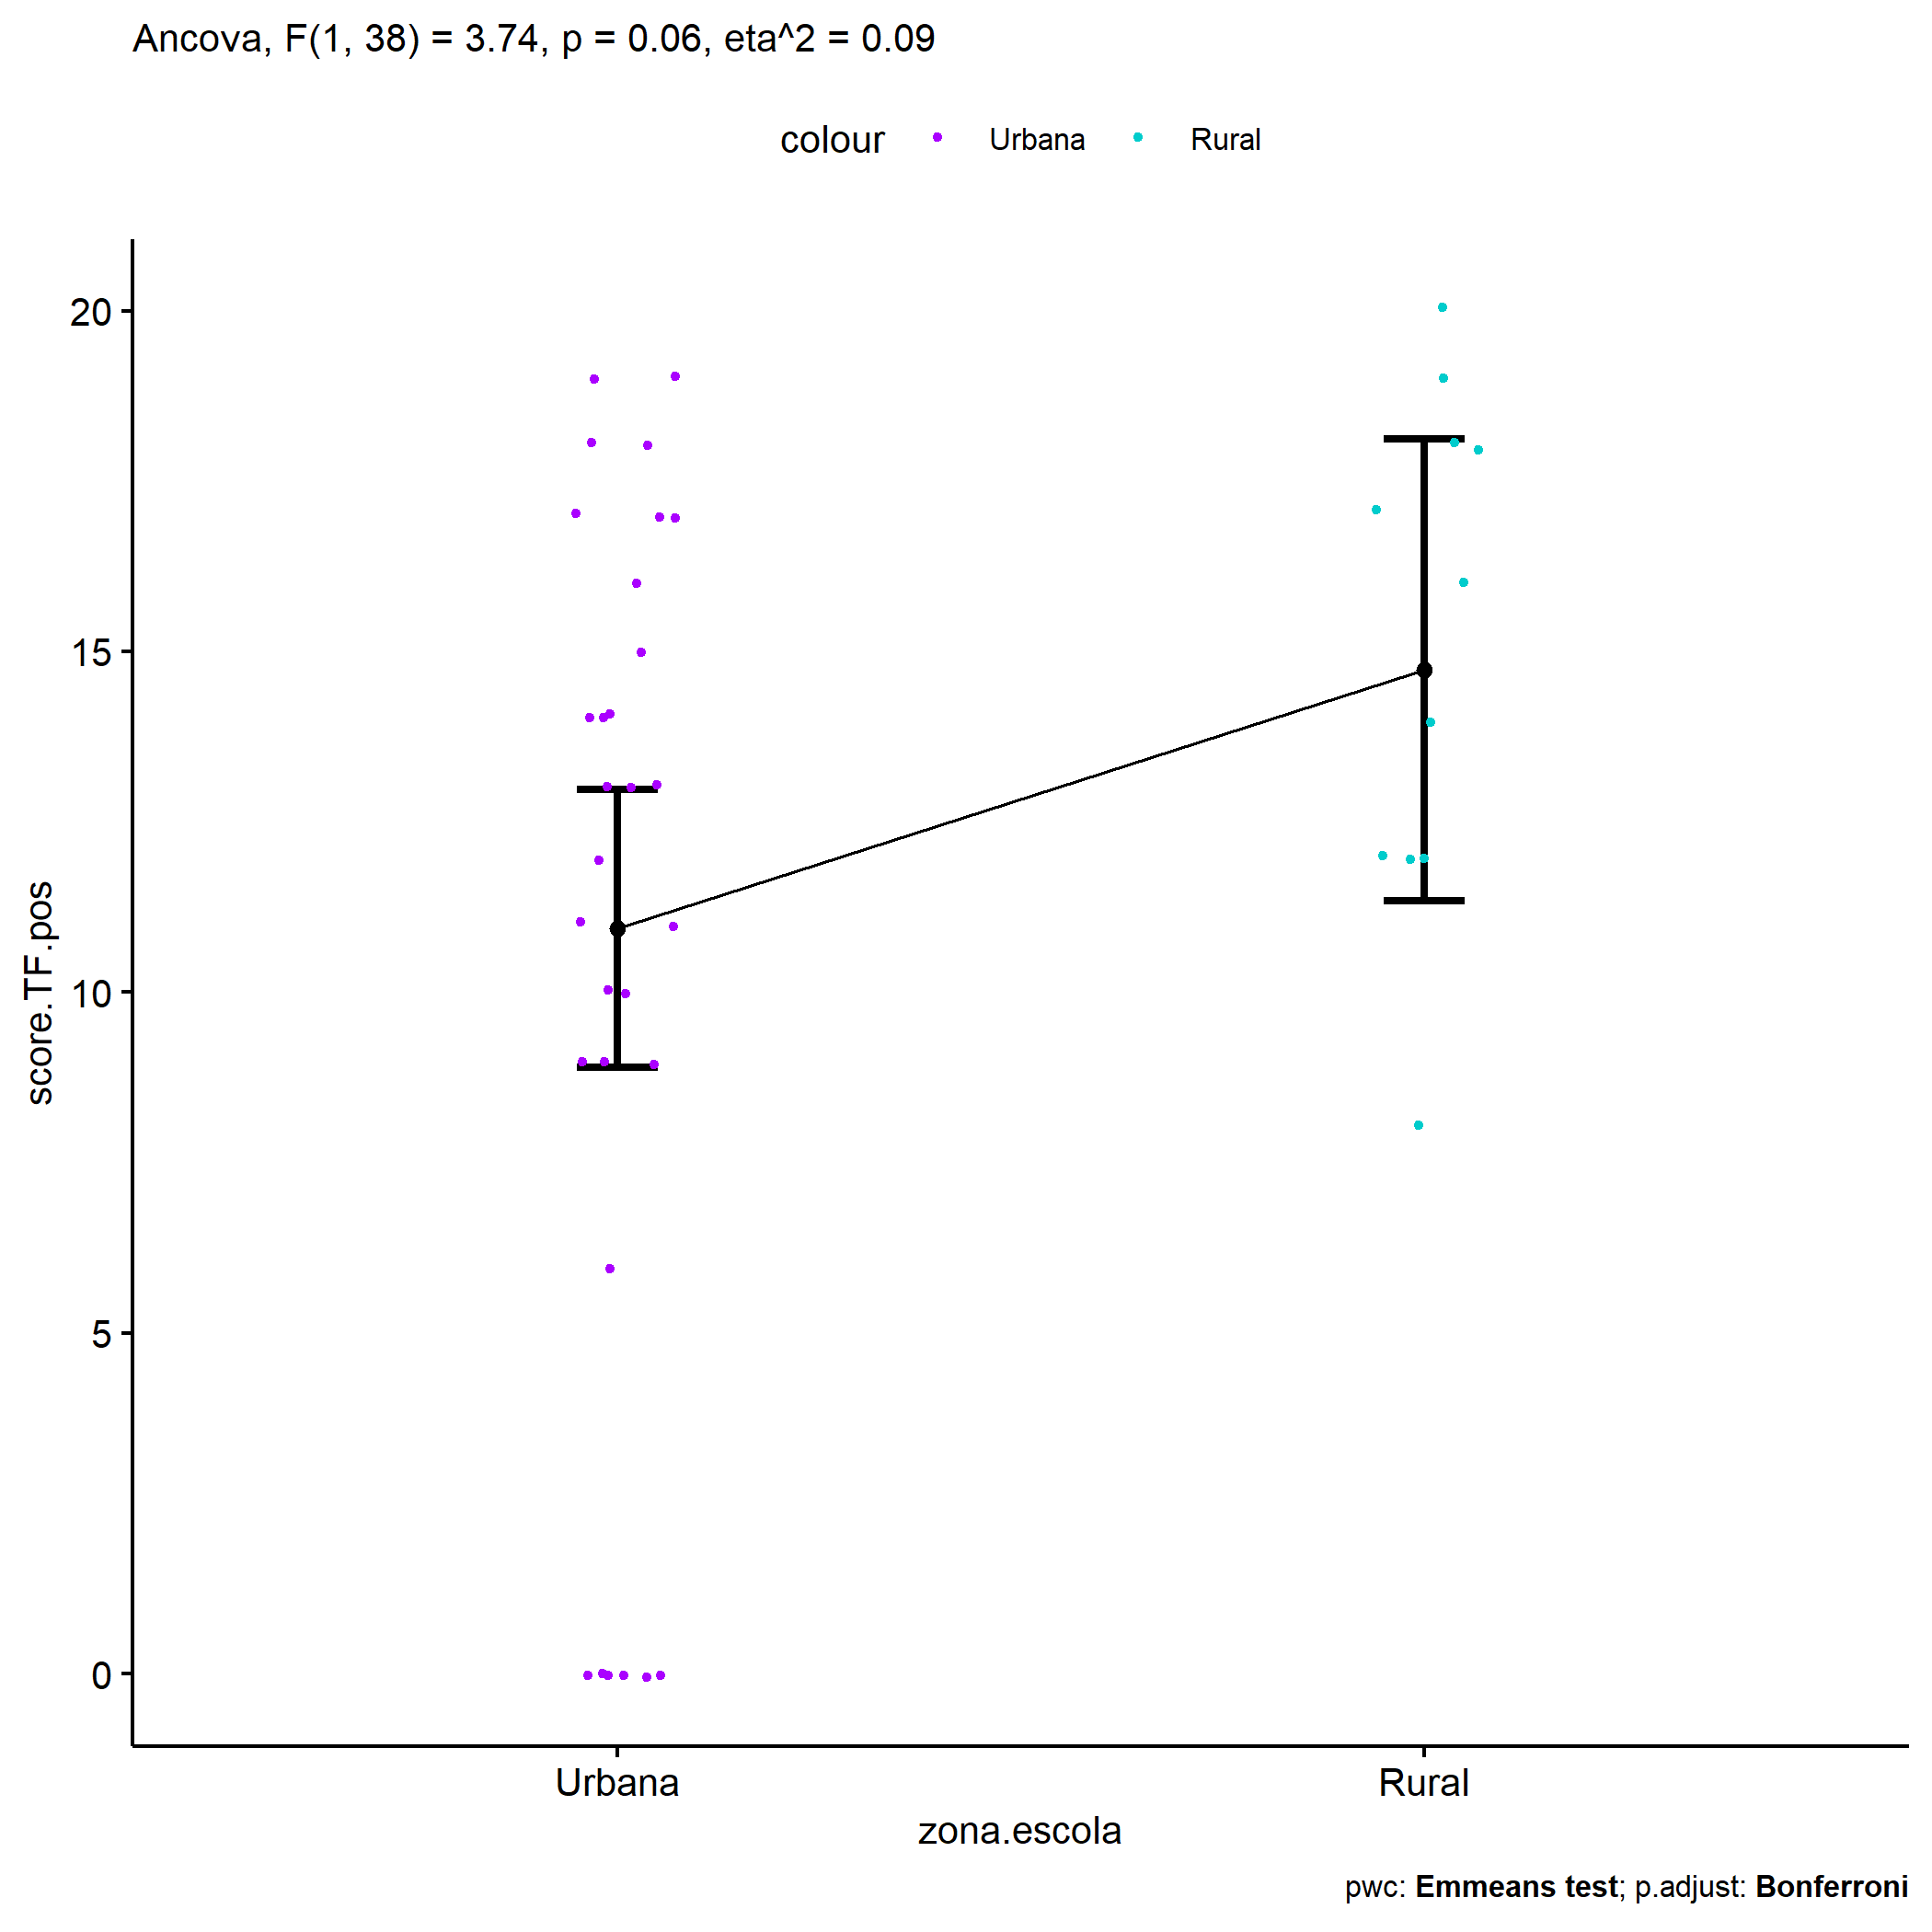 Ancova, F(1, 38) = 3.74, p = 0.06, eta^2 = 0.09
colour Urbana Rural
20
15
10
5
0
score.TF.pos
Urbana Rural
zona.escola
pwc: Emmeans test; p.adjust: Bonferroni